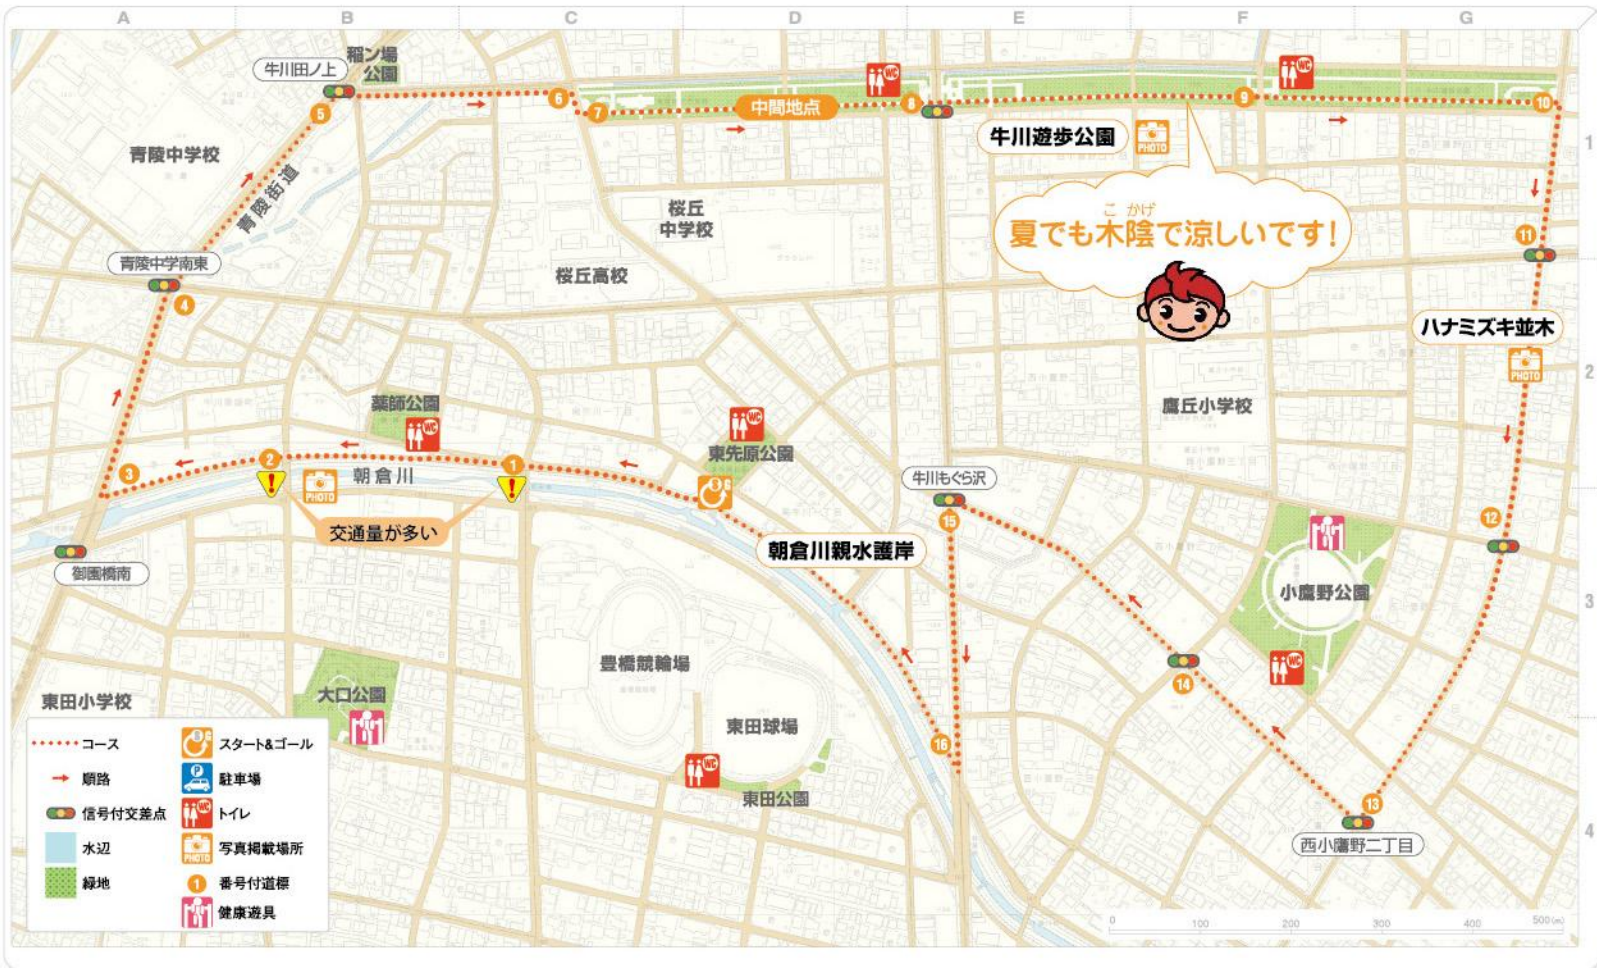 A B C D E F G
稲ン場
公園
牛川田ノ上
5
6
7
中間地点
8
9
10
WC
WC
1
青陵中学校
青陵街道
牛川遊歩公園
PHOTO
桜丘
中学校
こかげ
夏でも木陰で涼しいです!
11
青陵中学南東
4
桜丘高校
ハナミズキ並木
PHOTO
2
薬師公園
WC
WC
東先原公園
鷹丘小学校
3
2
1
朝倉川
PHOTO
S G
牛川もぐら沢
15
12
交通量が多い
御園橋南
朝倉川親水護岸
小鷹野公園
3
豊橋競輪場
14
WC
東田小学校
大口公園
東田球場
16
WC
東田公園
13
西小鷹野二丁目
4
コース
S G
スタート&ゴール
順路
P
駐車場
信号付交差点
WC
トイレ
水辺
PHOTO
写真掲載場所
緑地
1
番号付道標
健康遊具
0 100 200 300 400 500(m)